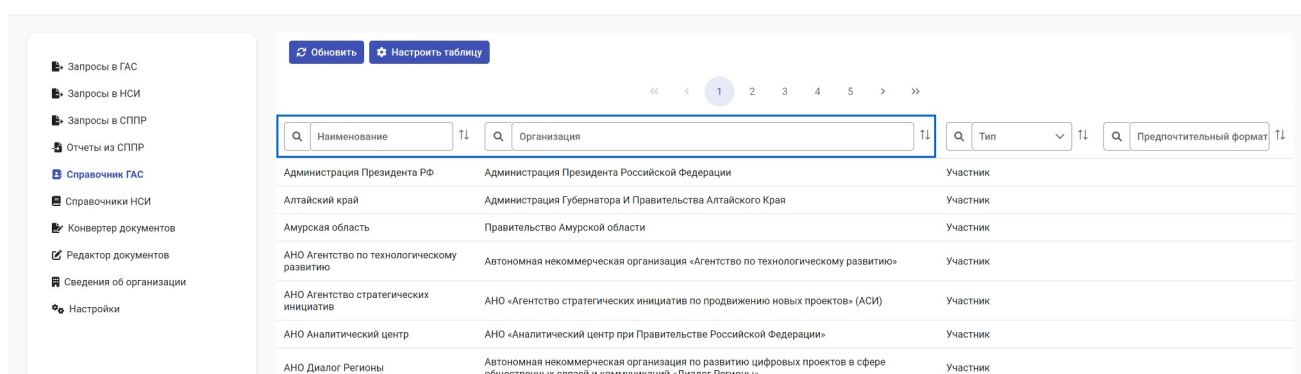 Обновить Настроить таблицу
Запросы в ГАС
Запросы в НСИ
Запросы в СППР
Отчеты из СППР
Справочник ГАС
Справочники НСИ
Конвертер документов
Редактор документов
Сведения об организации
Настройки
<< < 1 2 3 4 5 > >>
Наименование Организация Тип Предпочтительный формат
Администрация Президента РФ Администрация Президента Российской Федерации Участник
Алтайский край Администрация Губернатора И Правительства Алтайского Края Участник
Амурская область Правительство Амурской области Участник
АНО Агентство по технологическому
развитию
Автономная некоммерческая организация «Агентство по технологическому развитию» Участник
АНО Агентство стратегических
инициатив
АНО «Агентство стратегических инициатив по продвижению новых проектов» (АСИ) Участник
АНО Аналитический центр АНО «Аналитический центр при Правительстве Российской Федерации» Участник
АНО Диалог Регионы
Автономная некоммерческая организация по развитию цифровых проектов в сфере
общественных связей и коммуникаций «Диалог Регионы»
Участник